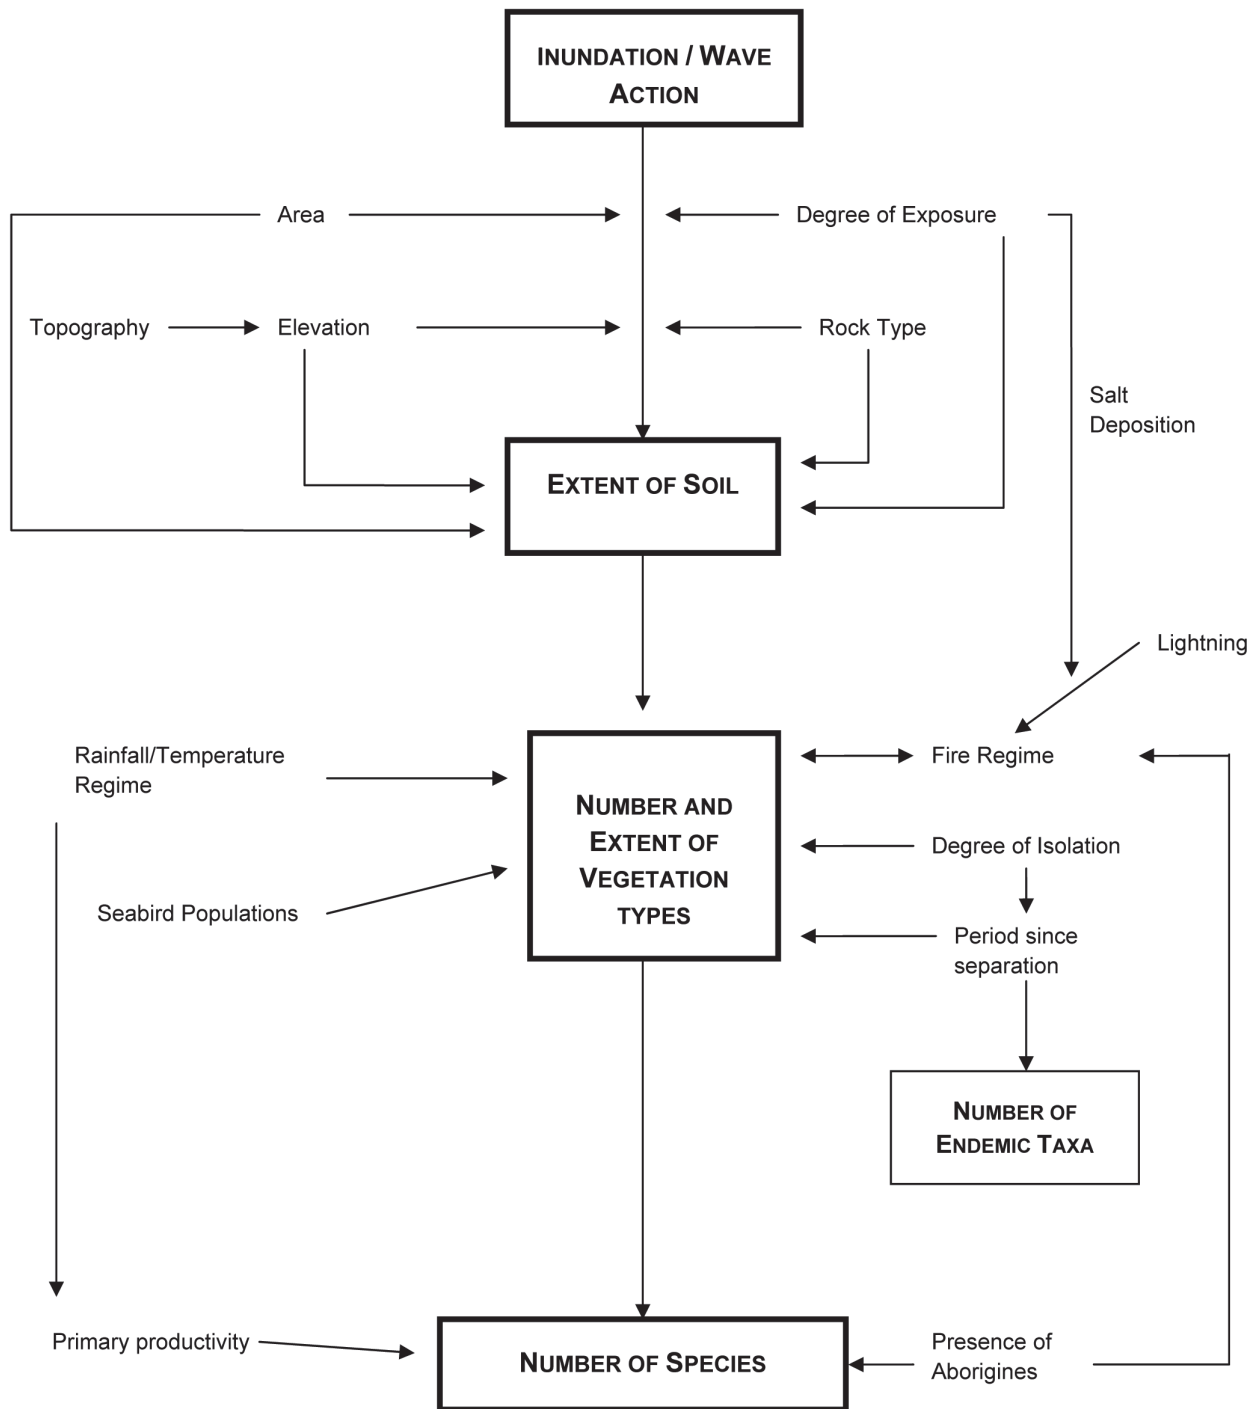 INUNDATION / WAVE
ACTION
Area
Degree of Exposure
Topography
Elevation
Rock Type
Salt
Deposition
EXTENT OF SOIL
Lightning
Rainfall/Temperature
Regime
Fire Regime
NUMBER AND
EXTENT OF
VEGETATION
TYPES
Degree of Isolation
Seabird Populations
Period since
separation
NUMBER OF
ENDEMIC TAXA
Primary productivity
NUMBER OF SPECIES
Presence of
Aborigines